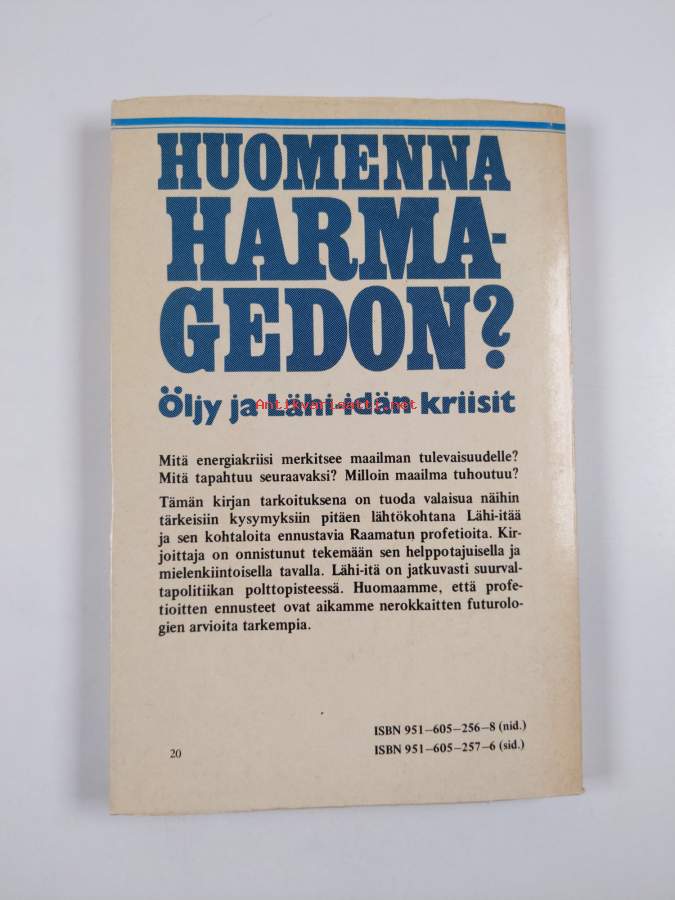 HUOMENNA
HARMA-
GEDON?
Öljy ja Lähi-idän kriisit
Antikvariaatti.net
Mitä energiakriisi merkitsee maailman tulevaisuudelle?
Mitä tapahtuu seuraavaksi? Milloin maailma tuhoutuu?
Tämän kirjan tarkoituksena on tuoda valaisua näihin
tärkeisiin kysymyksiin pitäen lähtökohtana Lähi-itää
ja sen kohtaloita ennustavia Raamatun profetioita. Kir-
joittaja on onnistunut tekemään sen helppotajuisella ja
mielenkiintoisella tavalla. Lähi-itä on jatkuvasti suurval-
tapolitiikan polttopisteessä. Huomaamme, että profe-
tioitten ennusteet ovat aikamme nerokkaitten futurolo-
gien arvioita tarkempia.
ISBN 951-605-256-8 (nid.)
20 ISBN 951-605-257-6 (sid.)